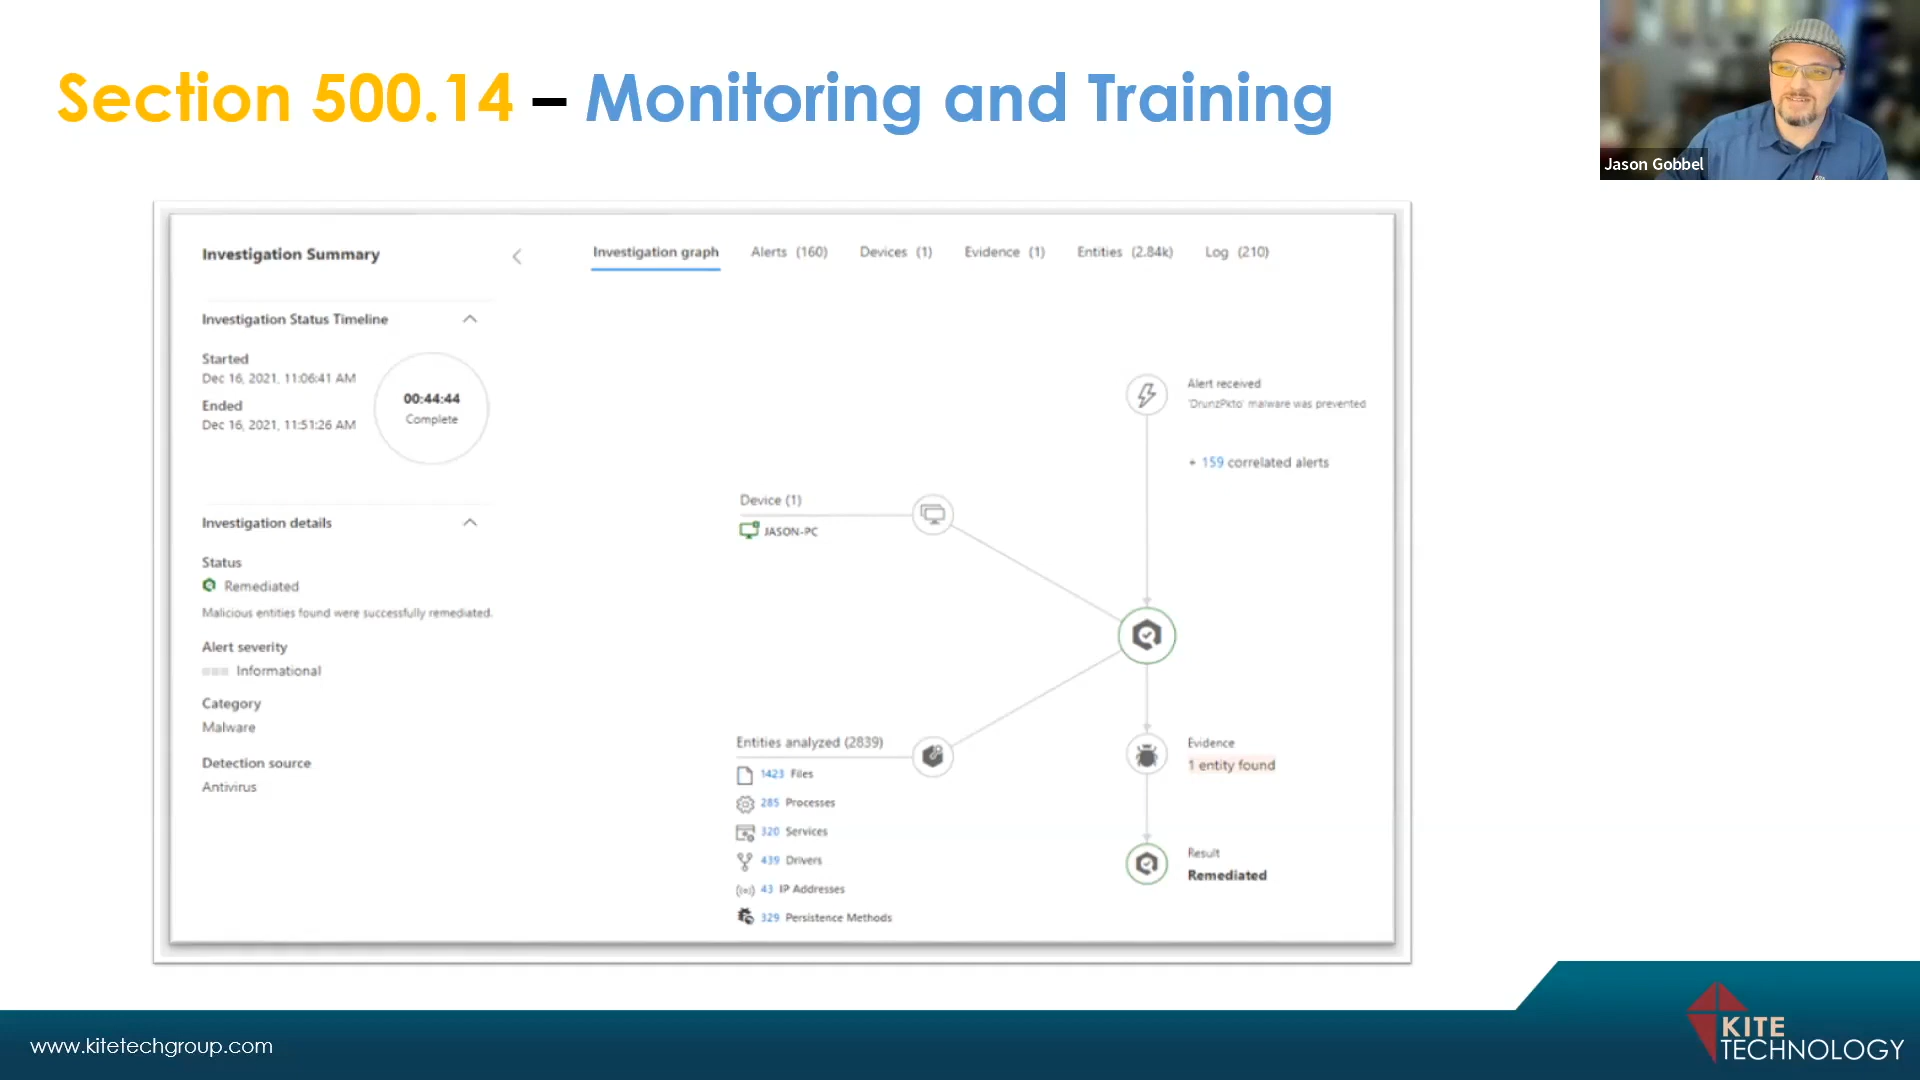 Section 500.14 – Monitoring and Training
Jason Gobbel
Investigation Summary
Investigation graph
Alerts (160)
Devices (1)
Evidence (1)
Entities (2.84k)
Log (210)
Investigation Status Timeline
Started
Dec 16, 2021, 11:06:41 AM
Ended
Dec 16, 2021, 11:51:26 AM
00:44:44
Complete
Investigation details
Status
Remediated
Malicious entities found were successfully remediated.
Alert severity
Informational
Category
Malware
Detection source
Antivirus
Alert received
'DrunzPkto' malware was prevented
+ 159 correlated alerts
Device (1)
JASON-PC
Entities analyzed (2839)
1423 Files
285 Processes
320 Services
439 Drivers
43 IP Addresses
329 Persistence Methods
Evidence
1 entity found
Result
Remediated
www.kitetechgroup.com
KITE
TECHNOLOGY